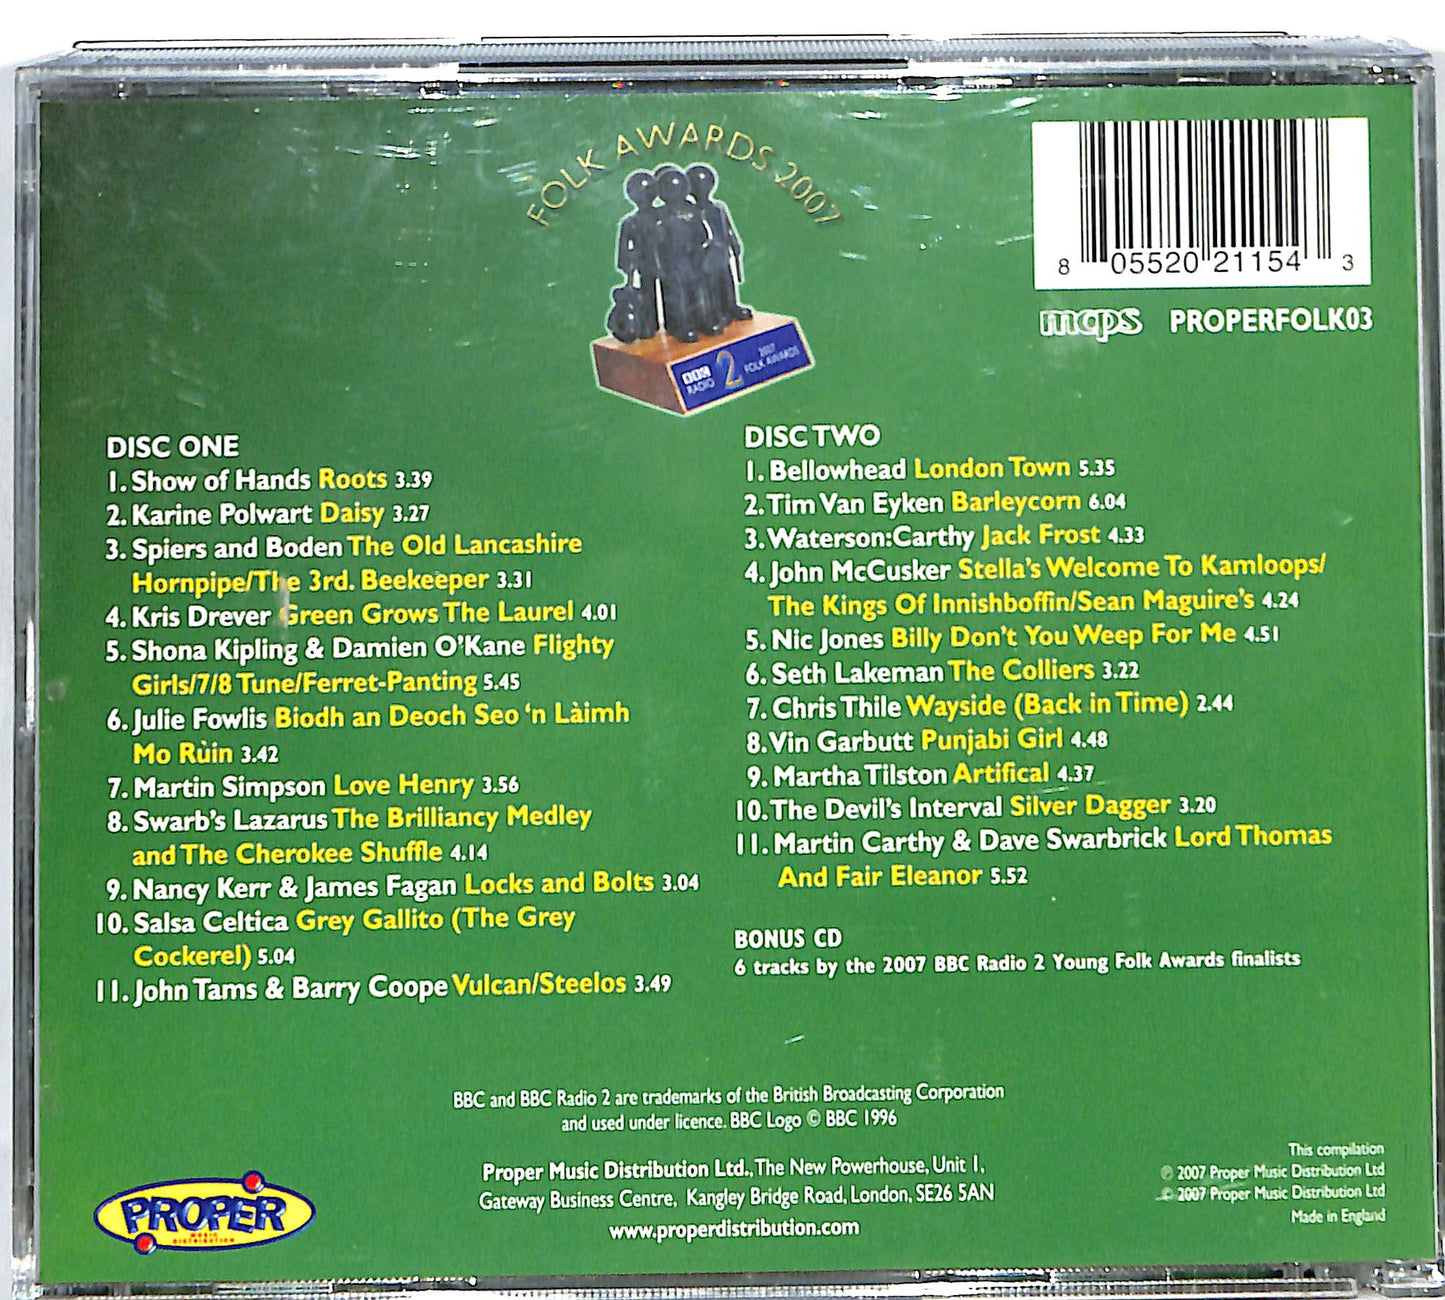 FOLK AWARDS 2007
BBC
RADIO 2
2007
FOLK AWARDS
8 05520 21154 3
mcps PROPERFOLK03
DISC ONE
1. Show of Hands Roots 3.39
2. Karine Polwart Daisy 3.27
3. Spiers and Boden The Old Lancashire
Hornpipe/The 3rd. Beekeeper 3.31
4. Kris Drever Green Grows The Laurel 4.01
5. Shona Kipling & Damien O'Kane Flighty
Girls/7/8 Tune/Ferret-Panting 5.45
6. Julie Fowlis Biodh an Deoch Seo 'n Làimh
Mo Rùin 3.42
7. Martin Simpson Love Henry 3.56
8. Swarb's Lazarus The Brilliancy Medley
and The Cherokee Shuffle 4.14
9. Nancy Kerr & James Fagan Locks and Bolts 3.04
10. Salsa Celtica Grey Gallito (The Grey
Cockerel) 5.04
11. John Tams & Barry Coope Vulcan/Steelos 3.49
DISC TWO
1. Bellowhead London Town 5.35
2. Tim Van Eyken Barleycorn 6.04
3. Waterson:Carthy Jack Frost 4.33
4. John McCusker Stella's Welcome To Kamloops/
The Kings Of Innishboffin/Sean Maguire's 4.24
5. Nic Jones Billy Don't You Weep For Me 4.51
6. Seth Lakeman The Colliers 3.22
7. Chris Thile Wayside (Back in Time) 2.44
8. Vin Garbutt Punjabi Girl 4.48
9. Martha Tilston Artifical 4.37
10. The Devil's Interval Silver Dagger 3.20
11. Martin Carthy & Dave Swarbrick Lord Thomas
And Fair Eleanor 5.52
BONUS CD
6 tracks by the 2007 BBC Radio 2 Young Folk Awards finalists
BBC and BBC Radio 2 are trademarks of the British Broadcasting Corporation
and used under licence. BBC Logo © BBC 1996
Proper Music Distribution Ltd., The New Powerhouse, Unit 1,
Gateway Business Centre, Kangley Bridge Road, London, SE26 5AN
www.properdistribution.com
PROPER
MUSIC
DISTRIBUTION
This compilation
℗ 2007 Proper Music Distribution Ltd
© 2007 Proper Music Distribution Ltd
Made in England